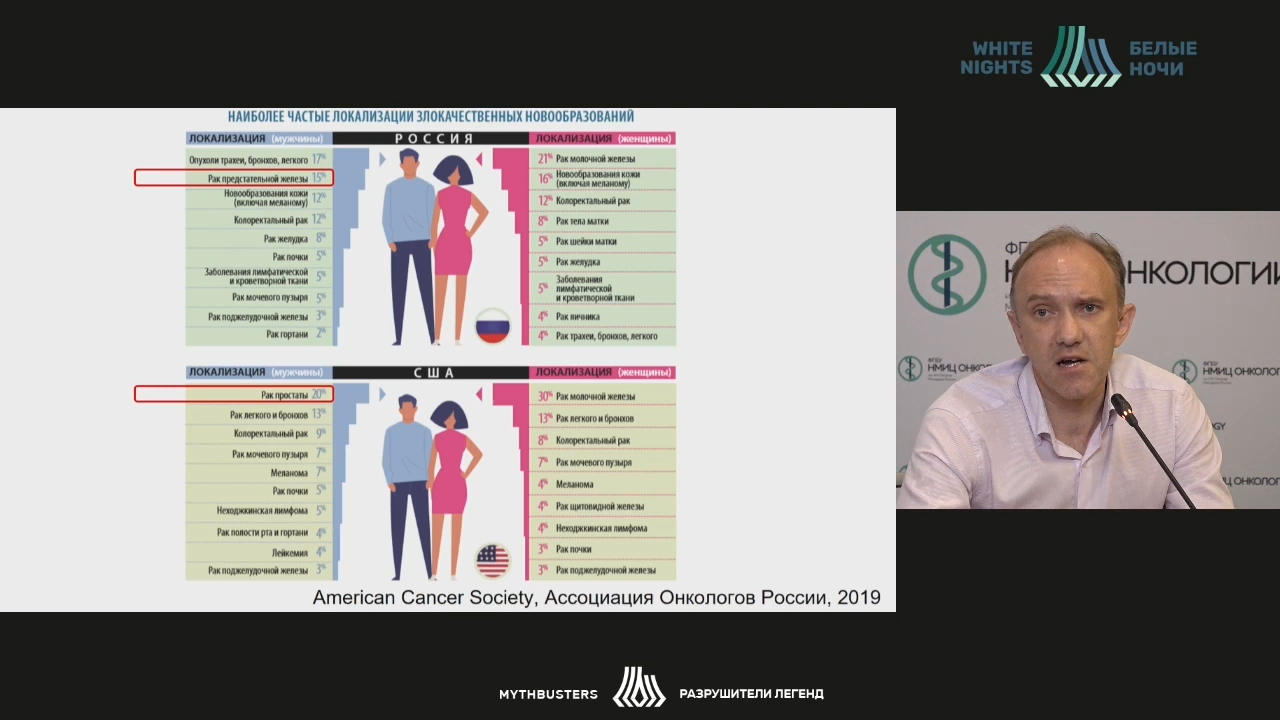 WHITE
NIGHTS
БЕЛЫЕ
НОЧИ
НАИБОЛЕЕ ЧАСТЫЕ ЛОКАЛИЗАЦИИ ЗЛОКАЧЕСТВЕННЫХ НОВООБРАЗОВАНИЙ
ЛОКАЛИЗАЦИЯ (мужчины)
РОССИЯ
ЛОКАЛИЗАЦИЯ (женщины)
Опухоли трахеи, бронхов, легкого 17%
Рак предстательной железы 15%
Новообразования кожи
(включая меланому) 12%
Колоректальный рак 12%
Рак желудка 8%
Рак почки 5%
Заболевания лимфатической
и кроветворной ткани 5%
Рак мочевого пузыря 5%
Рак поджелудочной железы 3%
Рак гортани 2%
21% Рак молочной железы
16% Новообразования кожи
(включая меланому)
12% Колоректальный рак
8% Рак тела матки
5% Рак шейки матки
5% Рак желудка
5% Заболевания
лимфатической
и кроветворной ткани
4% Рак яичника
4% Рак трахеи, бронхов, легкого
ЛОКАЛИЗАЦИЯ (мужчины)
США
ЛОКАЛИЗАЦИЯ (женщины)
Рак простаты 20%
Рак легкого и бронхов 13%
Колоректальный рак 9%
Рак мочевого пузыря 7%
Меланома 7%
Рак почки 5%
Неходжкинская лимфома 5%
Рак полости рта и гортани 4%
Лейкемия 4%
Рак поджелудочной железы 3%
30% Рак молочной железы
13% Рак легкого и бронхов
8% Колоректальный рак
7% Рак мочевого пузыря
4% Меланома
4% Рак щитовидной железы
4% Неходжкинская лимфома
3% Рак почки
3% Рак поджелудочной железы
American Cancer Society, Ассоциация Онкологов России, 2019
ФГБ
Н ОНКОЛОГИИ
ФГБУ
НМИЦ ОНКО
ФГБУ
НМИЦ ОНКОЛОГ
OGY
Ц ОНКОЛОГ
MYTHBUSTERS
РАЗРУШИТЕЛИ ЛЕГЕНД